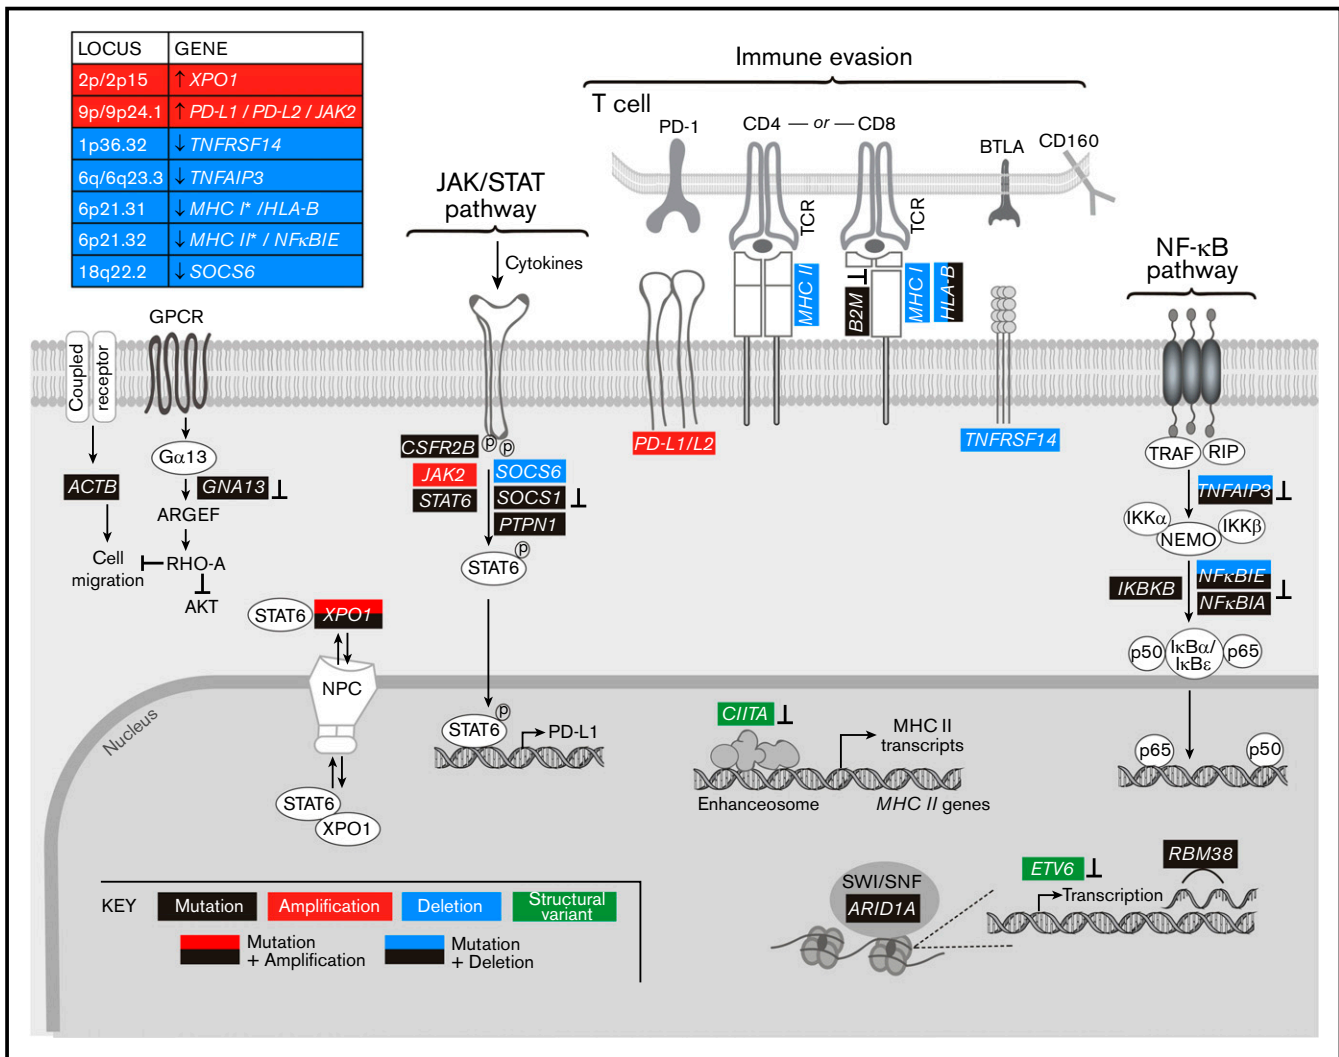 LOCUS GENE
2p/2p15 ↑ XPO1
9p/9p24.1 ↑ PD-L1 / PD-L2 / JAK2
1p36.32 ↓ TNFRSF14
6q/6q23.3 ↓ TNFAIP3
6p21.31 ↓ MHC I* /HLA-B
6p21.32 ↓ MHC II* / NFκBIE
18q22.2 ↓ SOCS6
Immune evasion
T cell
PD-1
CD4 — or — CD8
BTLA
CD160
TCR
TCR
MHC II
B2M
MHC I
HLA-B
PD-L1/L2
TNFRSF14
JAK/STAT
pathway
Cytokines
CSFR2B
p
p
JAK2
STAT6
SOCS6
SOCS1
PTPN1
p
STAT6
p
STAT6
PD-L1
GPCR
Coupled
receptor
Gα13
ACTB
GNA13
ARGEF
Cell
migration
RHO-A
AKT
STAT6
XPO1
NPC
Nucleus
STAT6
XPO1
NF-κB
pathway
TRAF
RIP
TNFAIP3
IKKα
NEMO
IKKβ
IKBKB
NFκBIE
NFκBIA
p50
IκBα/
IκBε
p65
p65
p50
CIITA
MHC II
transcripts
Enhanceosome
MHC II genes
SWI/SNF
ARID1A
ETV6
Transcription
RBM38
KEY
Mutation
Amplification
Deletion
Structural
variant
Mutation
+ Amplification
Mutation
+ Deletion